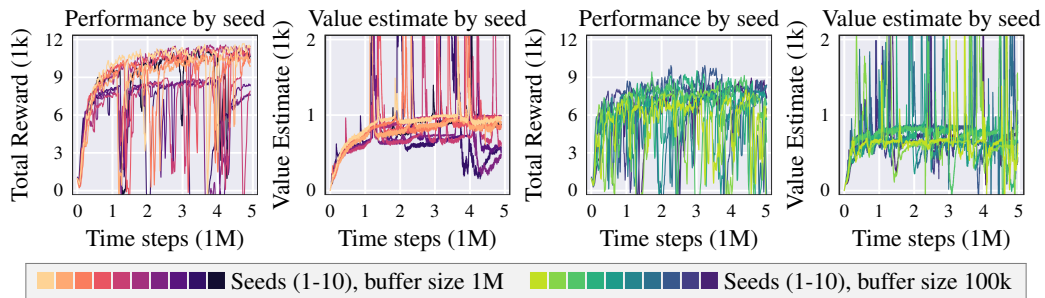 Performance by seed
Total Reward (1k)
12
9
6
3
0
0 1 2 3 4 5
Time steps (1M)
Value estimate by seed
Value Estimate (1k)
2
1
0
0 1 2 3 4 5
Time steps (1M)
Performance by seed
Total Reward (1k)
12
9
6
3
0
0 1 2 3 4 5
Time steps (1M)
Value estimate by seed
Value Estimate (1k)
2
1
0
0 1 2 3 4 5
Time steps (1M)
Seeds (1-10), buffer size 1M
Seeds (1-10), buffer size 100k